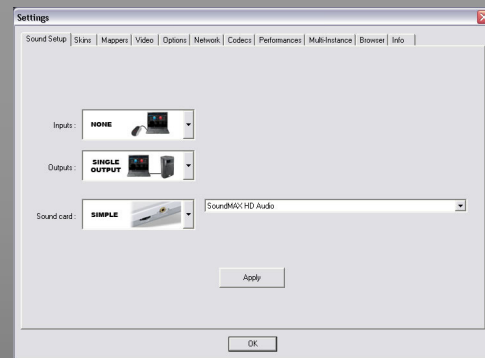 Settings
Sound Setup Skins Mappers Video Options Network Codecs Performances Multi-Instance Browser Info
Inputs : NONE
Outputs : SINGLE OUTPUT
Sound card : SIMPLE SoundMAX HD Audio
Apply
OK